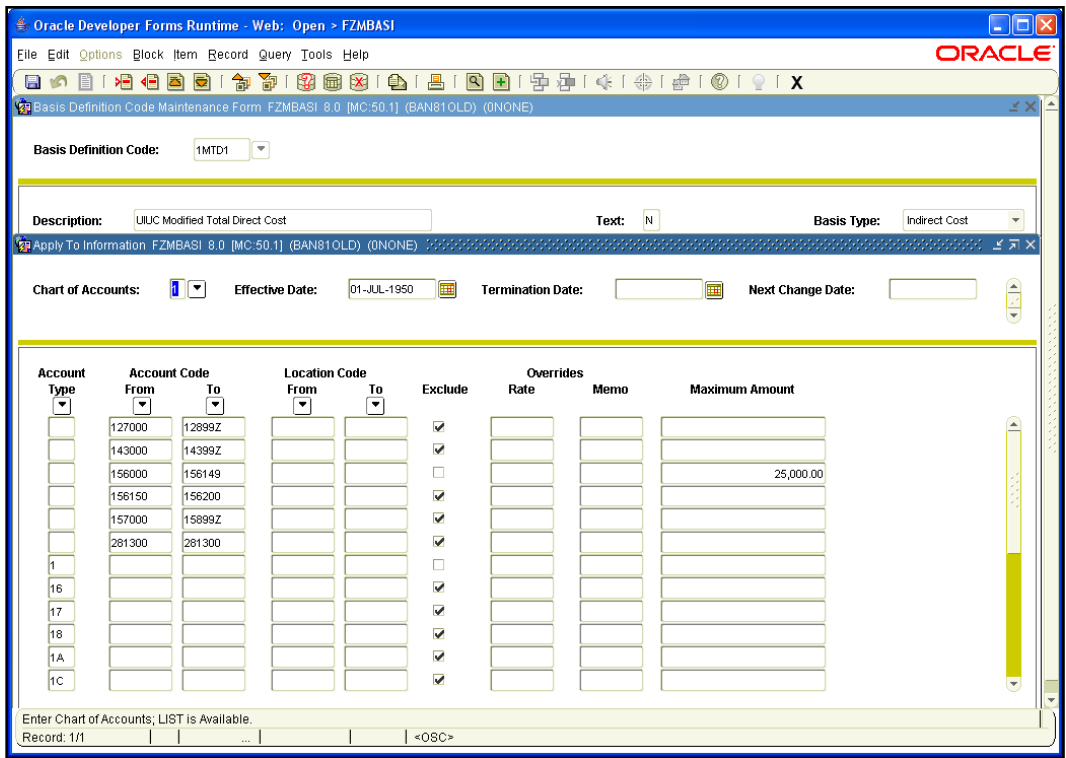 Oracle Developer Forms Runtime - Web: Open > FZMBASI
File Edit Options Block Item Record Query Tools Help
ORACLE
X
Basis Definition Code Maintenance Form FZMBASI 8.0 [MC:50.1] (BAN81OLD) (0NONE)
Basis Definition Code: 1MTD1
Description: UIUC Modified Total Direct Cost Text: N Basis Type: Indirect Cost
Apply To Information FZMBASI 8.0 [MC:50.1] (BAN81OLD) (0NONE)
Chart of Accounts: 1 Effective Date: 01-JUL-1950 Termination Date: Next Change Date:
Account Account Code Location Code Overrides
Type From To From To Exclude Rate Memo Maximum Amount
127000 12899Z
143000 14399Z
156000 156149 25,000.00
156150 156200
157000 15899Z
281300 281300
1
16
17
18
1A
1C
Enter Chart of Accounts; LIST is Available.
Record: 1/1 ... <OSC>